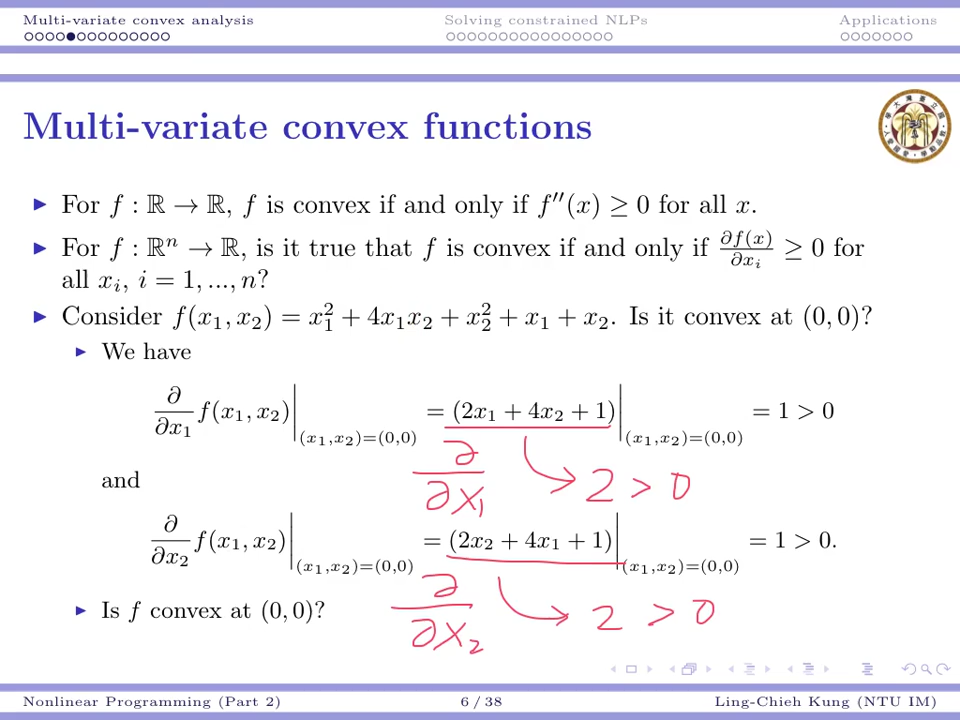 Multi-variate convex analysis Solving constrained NLPs Applications
Multi-variate convex functions
► For f : ℝ → ℝ, f is convex if and only if f″(x) ≥ 0 for all x.
► For f : ℝⁿ → ℝ, is it true that f is convex if and only if ∂f(x)/∂xᵢ ≥ 0 for
all xᵢ, i = 1, ..., n?
► Consider f(x₁, x₂) = x₁² + 4x₁x₂ + x₂² + x₁ + x₂. Is it convex at (0, 0)?
► We have
∂/∂x₁ f(x₁, x₂)|(x₁,x₂)=(0,0) = (2x₁ + 4x₂ + 1)|(x₁,x₂)=(0,0) = 1 > 0
∂/∂x₁ → 2 > 0
and
∂/∂x₂ f(x₁, x₂)|(x₁,x₂)=(0,0) = (2x₂ + 4x₁ + 1)|(x₁,x₂)=(0,0) = 1 > 0.
∂/∂x₂ → 2 > 0
► Is f convex at (0, 0)?
Nonlinear Programming (Part 2) 6 / 38 Ling-Chieh Kung (NTU IM)